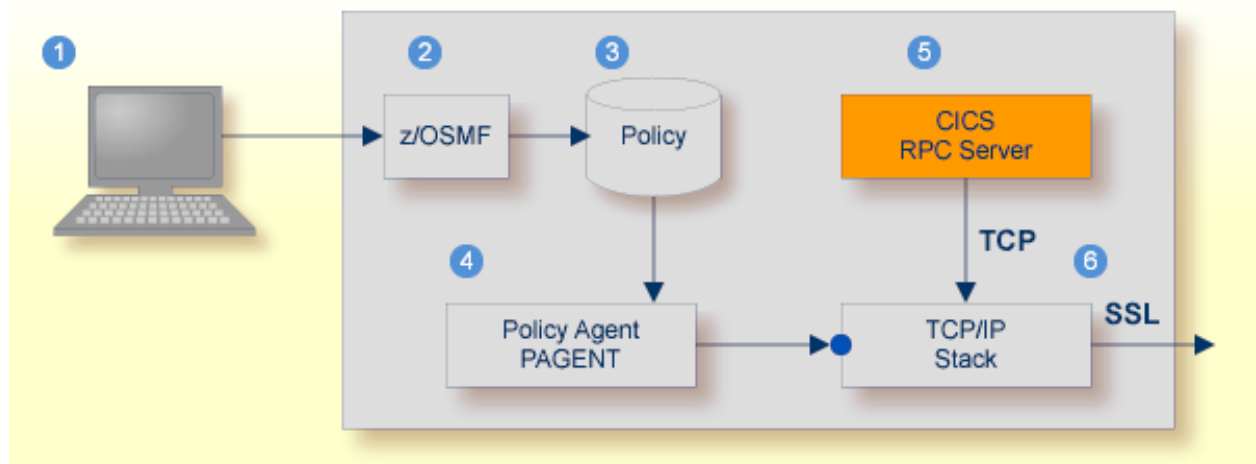 1
2
3
5
z/OSMF
Policy
CICS
RPC Server
TCP
4
6
Policy Agent
PAGENT
TCP/IP
Stack
SSL